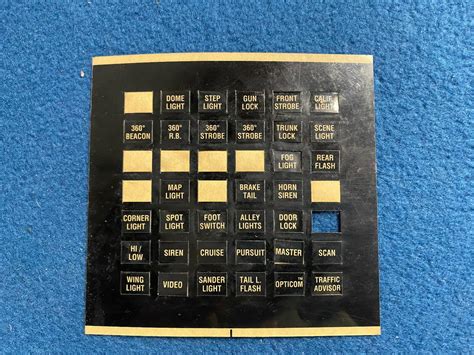 DOME LIGHT
STEP LIGHT
GUN LOCK
FRONT STROBE
CALIF. LIGHT
360° BEACON
360° R.B.
360° STROBE
360° STROBE
TRUNK LOCK
SCENE LIGHT
FOG LIGHT
REAR FLASH
MAP LIGHT
BRAKE TAIL
HORN SIREN
CORNER LIGHT
SPOT LIGHT
FOOT SWITCH
ALLEY LIGHTS
DOOR LOCK
HI / LOW
SIREN
CRUISE
PURSUIT
MASTER
SCAN
WING LIGHT
VIDEO
SANDER LIGHT
TAIL L. FLASH
OPTICOM™
TRAFFIC ADVISOR